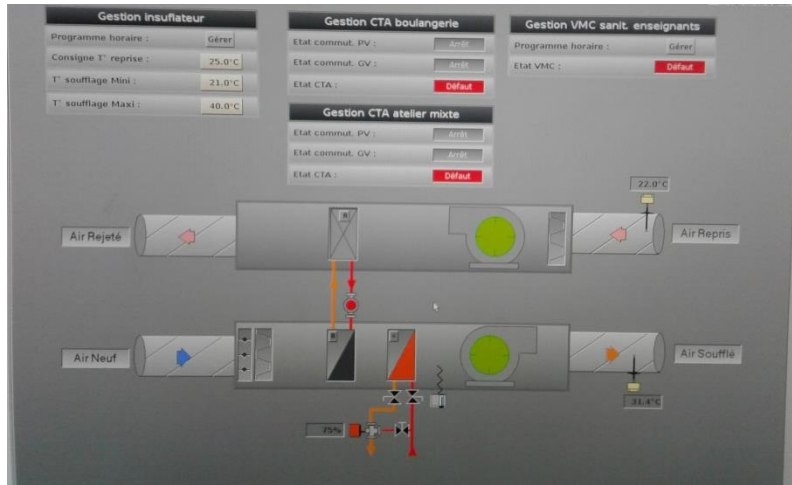 Gestion insuflateur
Programme horaire :
Gérer
Consigne T° reprise :
25.0°C
T° soufflage Mini :
21.0°C
T° soufflage Maxi :
40.0°C
Gestion CTA boulangerie
Etat commut. PV :
Arrêt
Etat commut. GV :
Arrêt
Etat CTA :
Défaut
Gestion CTA atelier mixte
Etat commut. PV :
Arrêt
Etat commut. GV :
Arrêt
Etat CTA :
Défaut
Gestion VMC sanit. enseignants
Programme horaire :
Gérer
Etat VMC :
Défaut
22.0°C
Air Rejeté
Air Repris
Air Neuf
Air Soufflé
31.4°C
75%